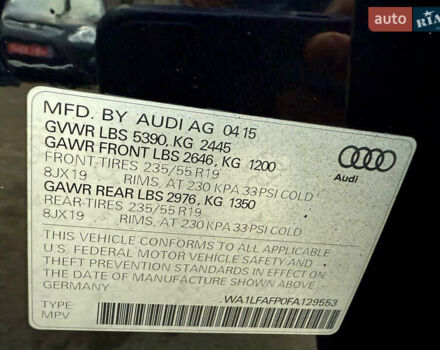 auto RIA
MFD. BY AUDI AG 04 15
GVWR LBS 5390, KG 2445
GAWR FRONT LBS 2646, KG 1200
FRONT-TIRES 235/55 R19
8JX19 RIMS, AT 230 KPA 33 PSI COLD
GAWR REAR LBS 2976, KG 1350
REAR-TIRES 235/55 R19
8JX19 RIMS, AT 230 KPA 33 PSI COLD
Audi
THIS VEHICLE CONFORMS TO ALL APPLICABLE
U.S. FEDERAL MOTOR VEHICLE SAFETY AND
THEFT PREVENTION STANDARDS IN EFFECT ON
THE DATE OF MANUFACTURE SHOWN ABOVE
GERMANY
TYPE WA1LFAFP0FA129553
MPV